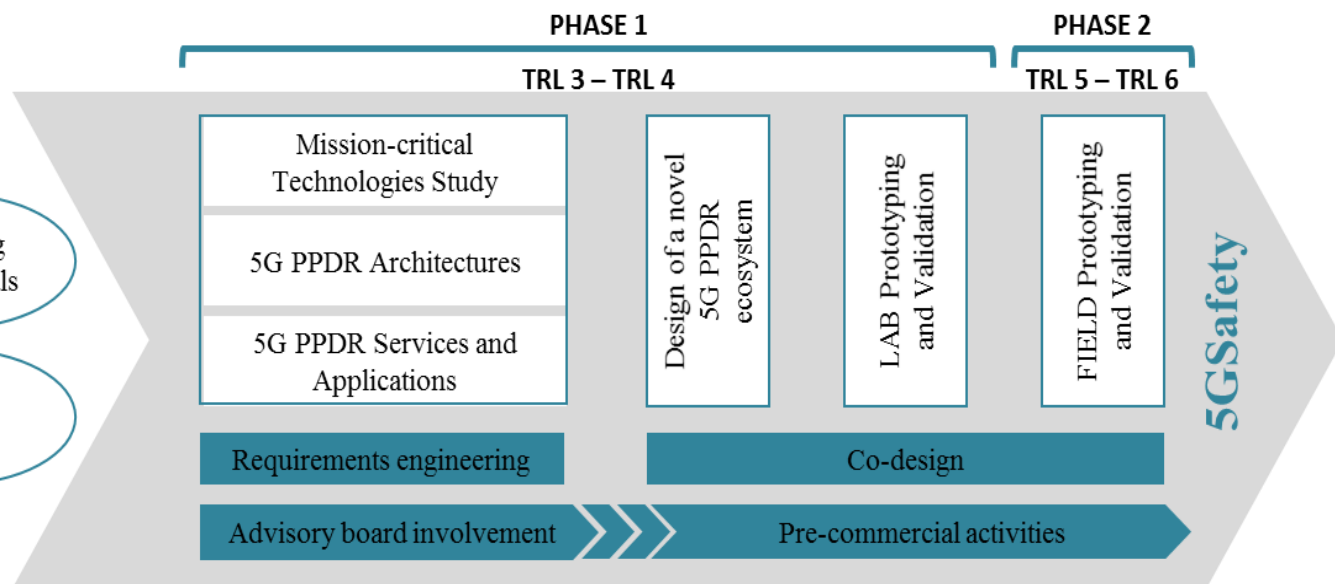 PHASE 1
PHASE 2
TRL 3 – TRL 4
TRL 5 – TRL 6
Mission-critical
Technologies Study
5G PPDR Architectures
5G PPDR Services and
Applications
Design of a novel
5G PPDR
ecosystem
LAB Prototyping
and Validation
FIELD Prototyping
and Validation
5GSafety
Requirements engineering
Co-design
Advisory board involvement
Pre-commercial activities